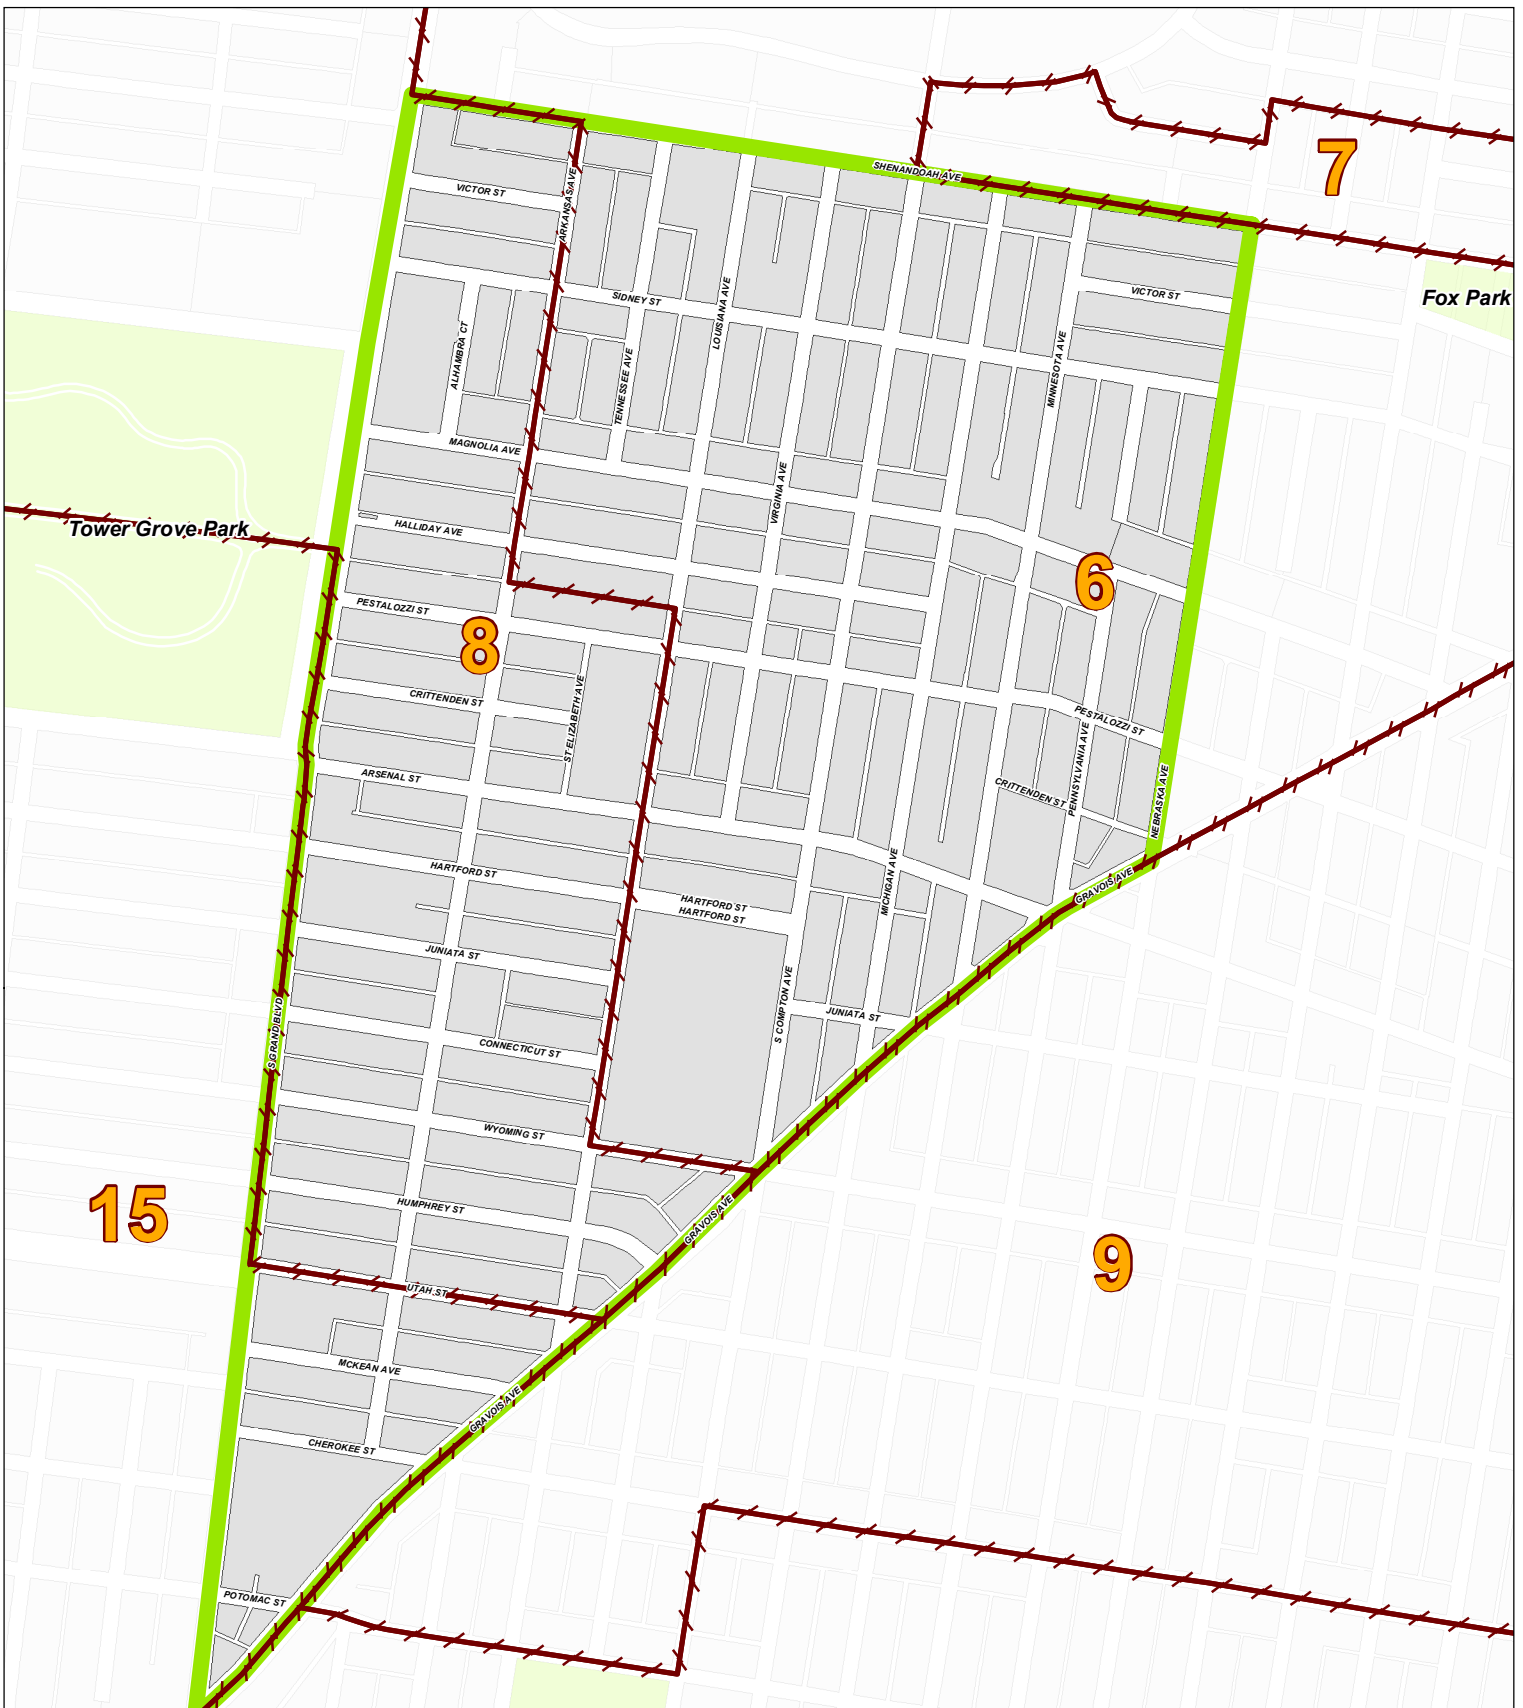 7
SHENANDOAH AVE
VICTOR ST
ARKANSAS AVE
Fox Park
VICTOR ST
SIDNEY ST
LOUISIANA AVE
ALHAMBRA CT
TENNESSEE AVE
MINNESOTA AVE
MAGNOLIA AVE
VIRGINIA AVE
Tower Grove Park
HALLIDAY AVE
6
PESTALOZZI ST
8
CRITTENDEN ST
ST ELIZABETH AVE
PESTALOZZI ST
PENNSYLVANIA AVE
ARSENAL ST
CRITTENDEN ST
NEBRASKA AVE
HARTFORD ST
MICHIGAN AVE
GRAVOIS AVE
HARTFORD ST
HARTFORD ST
JUNIATA ST
S COMPTON AVE
JUNIATA ST
S GRAND BLVD
CONNECTICUT ST
WYOMING ST
15
HUMPHREY ST
GRAVOIS AVE
9
UTAH ST
MCKEAN AVE
GRAVOIS AVE
CHEROKEE ST
POTOMAC ST